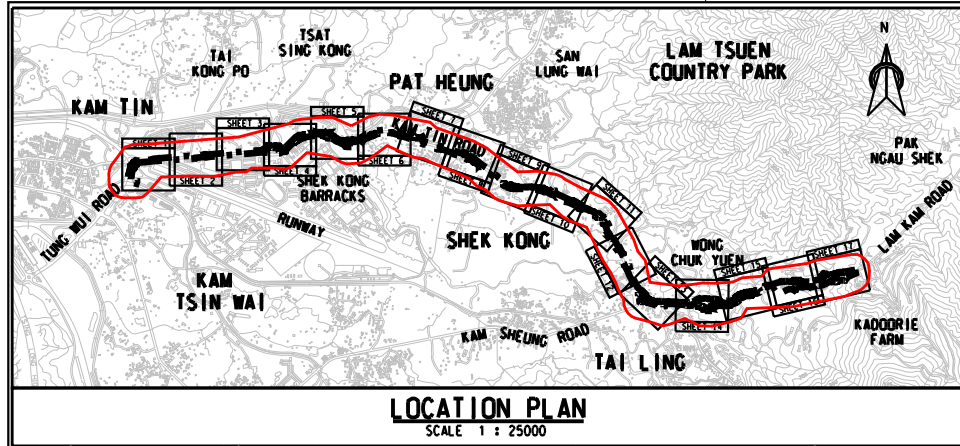 TSAT
SING KONG
TAI
KONG PO
SAN
LUNG WAI
LAM TSUEN
COUNTRY PARK
N
PAT HEUNG
KAM TIN
SHEET 3
SHEET 5
SHEET 7
KAM TIN ROAD
PAK
NGAU SHEK
SHEET
SHEET 2
SHEET 4
SHEET 6
SHEET 9
SHEK KONG
BARRACKS
SHEET 10
TUNG WUI ROAD
RUNWAY
SHEK KONG
LAM KAM ROAD
WONG
CHUK YUEN
SHEET 17
SHEET 15
SHEET 12
KAM
TSIN WAI
SHEET 14
KAM SHEUNG ROAD
TAI LING
KADOORIE
FARM
LOCATION PLAN
SCALE 1 : 25000